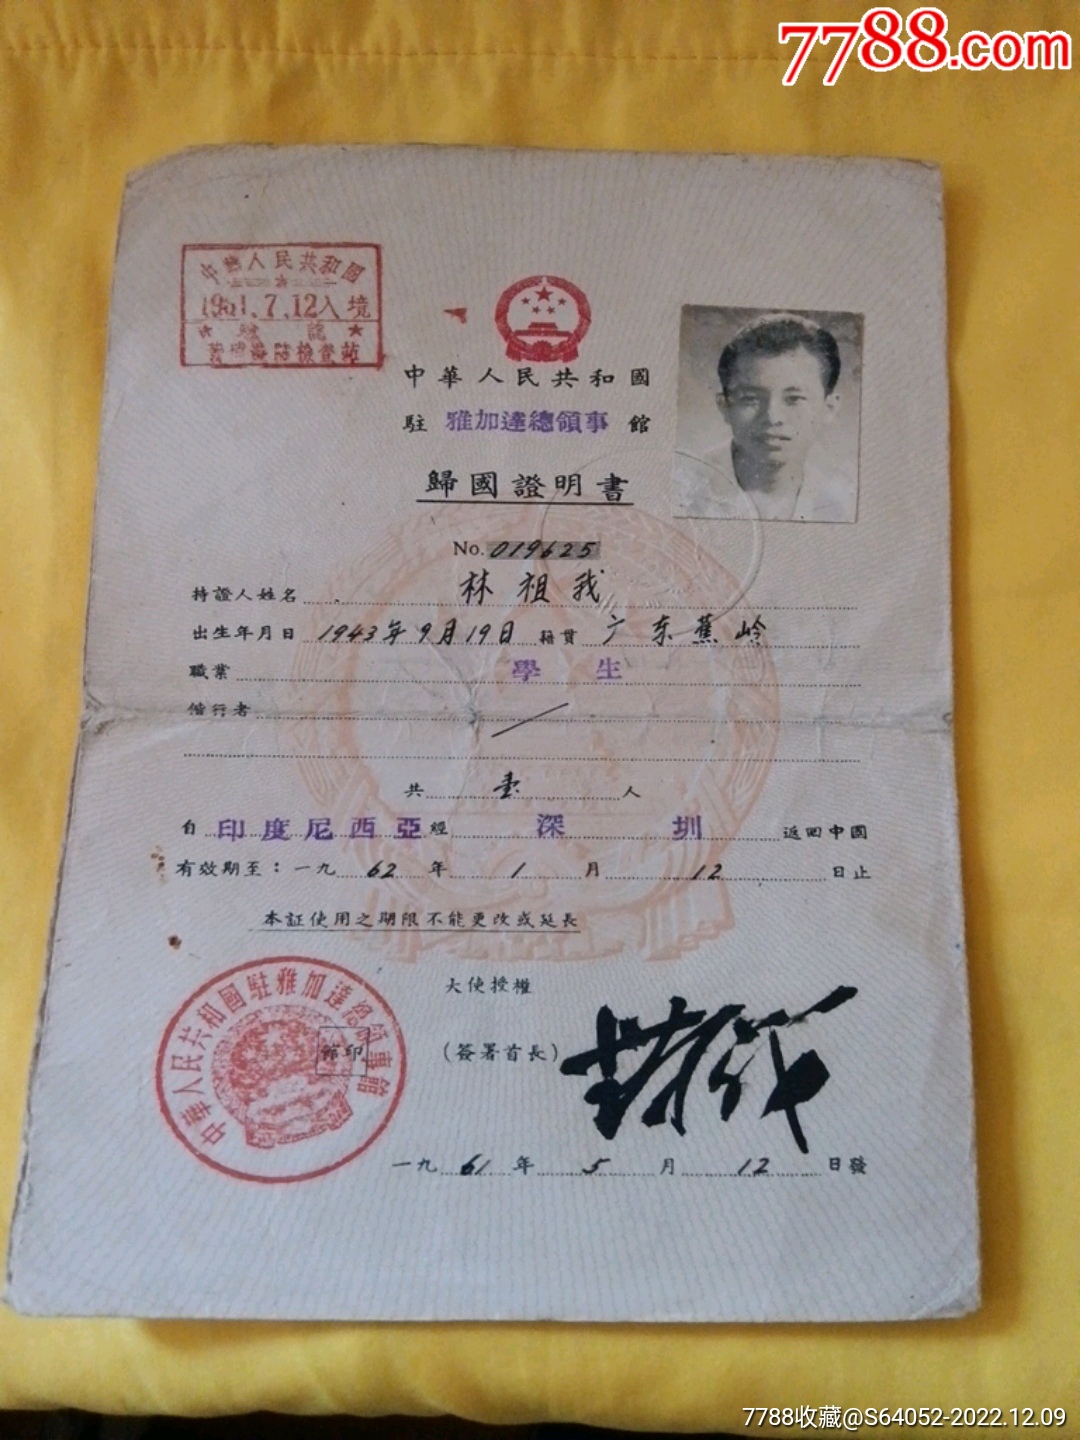 7788.com
中華人民共和國
1961.7.12入境
中華人民共和國
駐 雅加達總領事 館
歸國證明書
No. 019625
持證人姓名 林祖我
出生年月日 1943年9月19日 籍貫 广东蕉岭
職業 學生
偕行者
共 壹 人
自 印度尼西亞 經 深圳 返回中國
有效期至：一九62年1月12日止
本証使用之期限不能更改或延長
大使授權
(簽署首長)
中華人民共和國駐雅加達總領事館
館印
一九61年5月12日發
7788收藏@S64052-2022.12.09